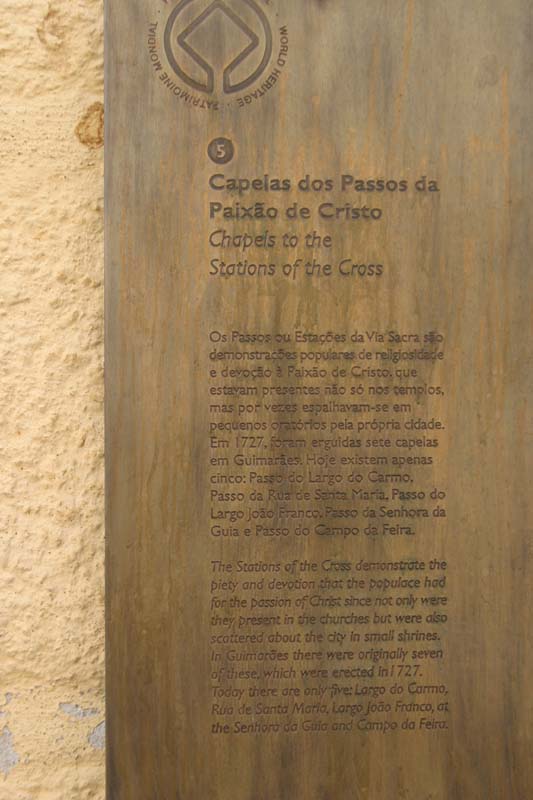 PATRIMOINE MONDIAL · WORLD HERITAGE ·
5
Capelas dos Passos da
Paixão de Cristo
Chapels to the
Stations of the Cross
Os Passos ou Estações da Via Sacra são
demonstrações populares de religiosidade
e devoção à Paixão de Cristo, que
estavam presentes não só nos templos,
mas por vezes espalhavam-se em
pequenos oratórios pela própria cidade.
Em 1727, foram erguidas sete capelas
em Guimarães. Hoje existem apenas
cinco: Passo do Largo do Carmo,
Passo da Rua de Santa Maria, Passo do
Largo João Franco, Passo da Senhora da
Guia e Passo do Campo da Feira.
The Stations of the Cross demonstrate the
piety and devotion that the populace had
for the passion of Christ since not only were
they present in the churches but were also
scattered about the city in small shrines.
In Guimarães there were originally seven
of these, which were erected in1727.
Today there are only five: Largo do Carmo,
Rua de Santa Maria, Largo João Franco, at
the Senhora da Guia and Campo da Feira.